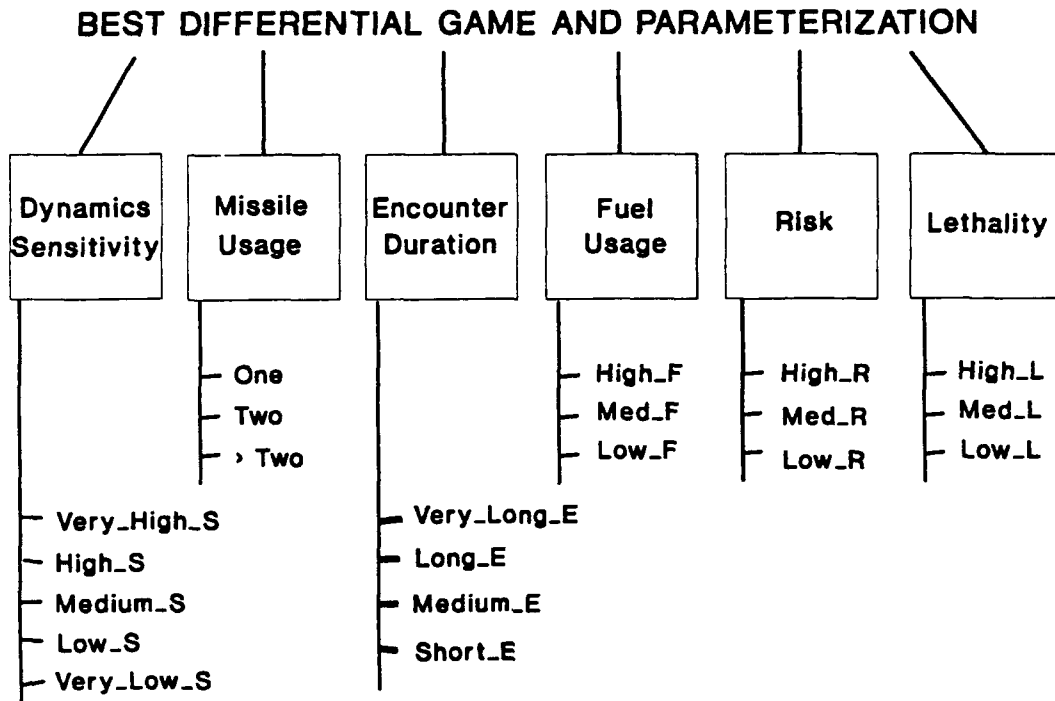 BEST DIFFERENTIAL GAME AND PARAMETERIZATION
Dynamics
Sensitivity
Missile
Usage
Encounter
Duration
Fuel
Usage
Risk
Lethality
One
Two
> Two
High_F
Med_F
Low_F
High_R
Med_R
Low_R
High_L
Med_L
Low_L
Very_High_S
High_S
Medium_S
Low_S
Very_Low_S
Very_Long_E
Long_E
Medium_E
Short_E